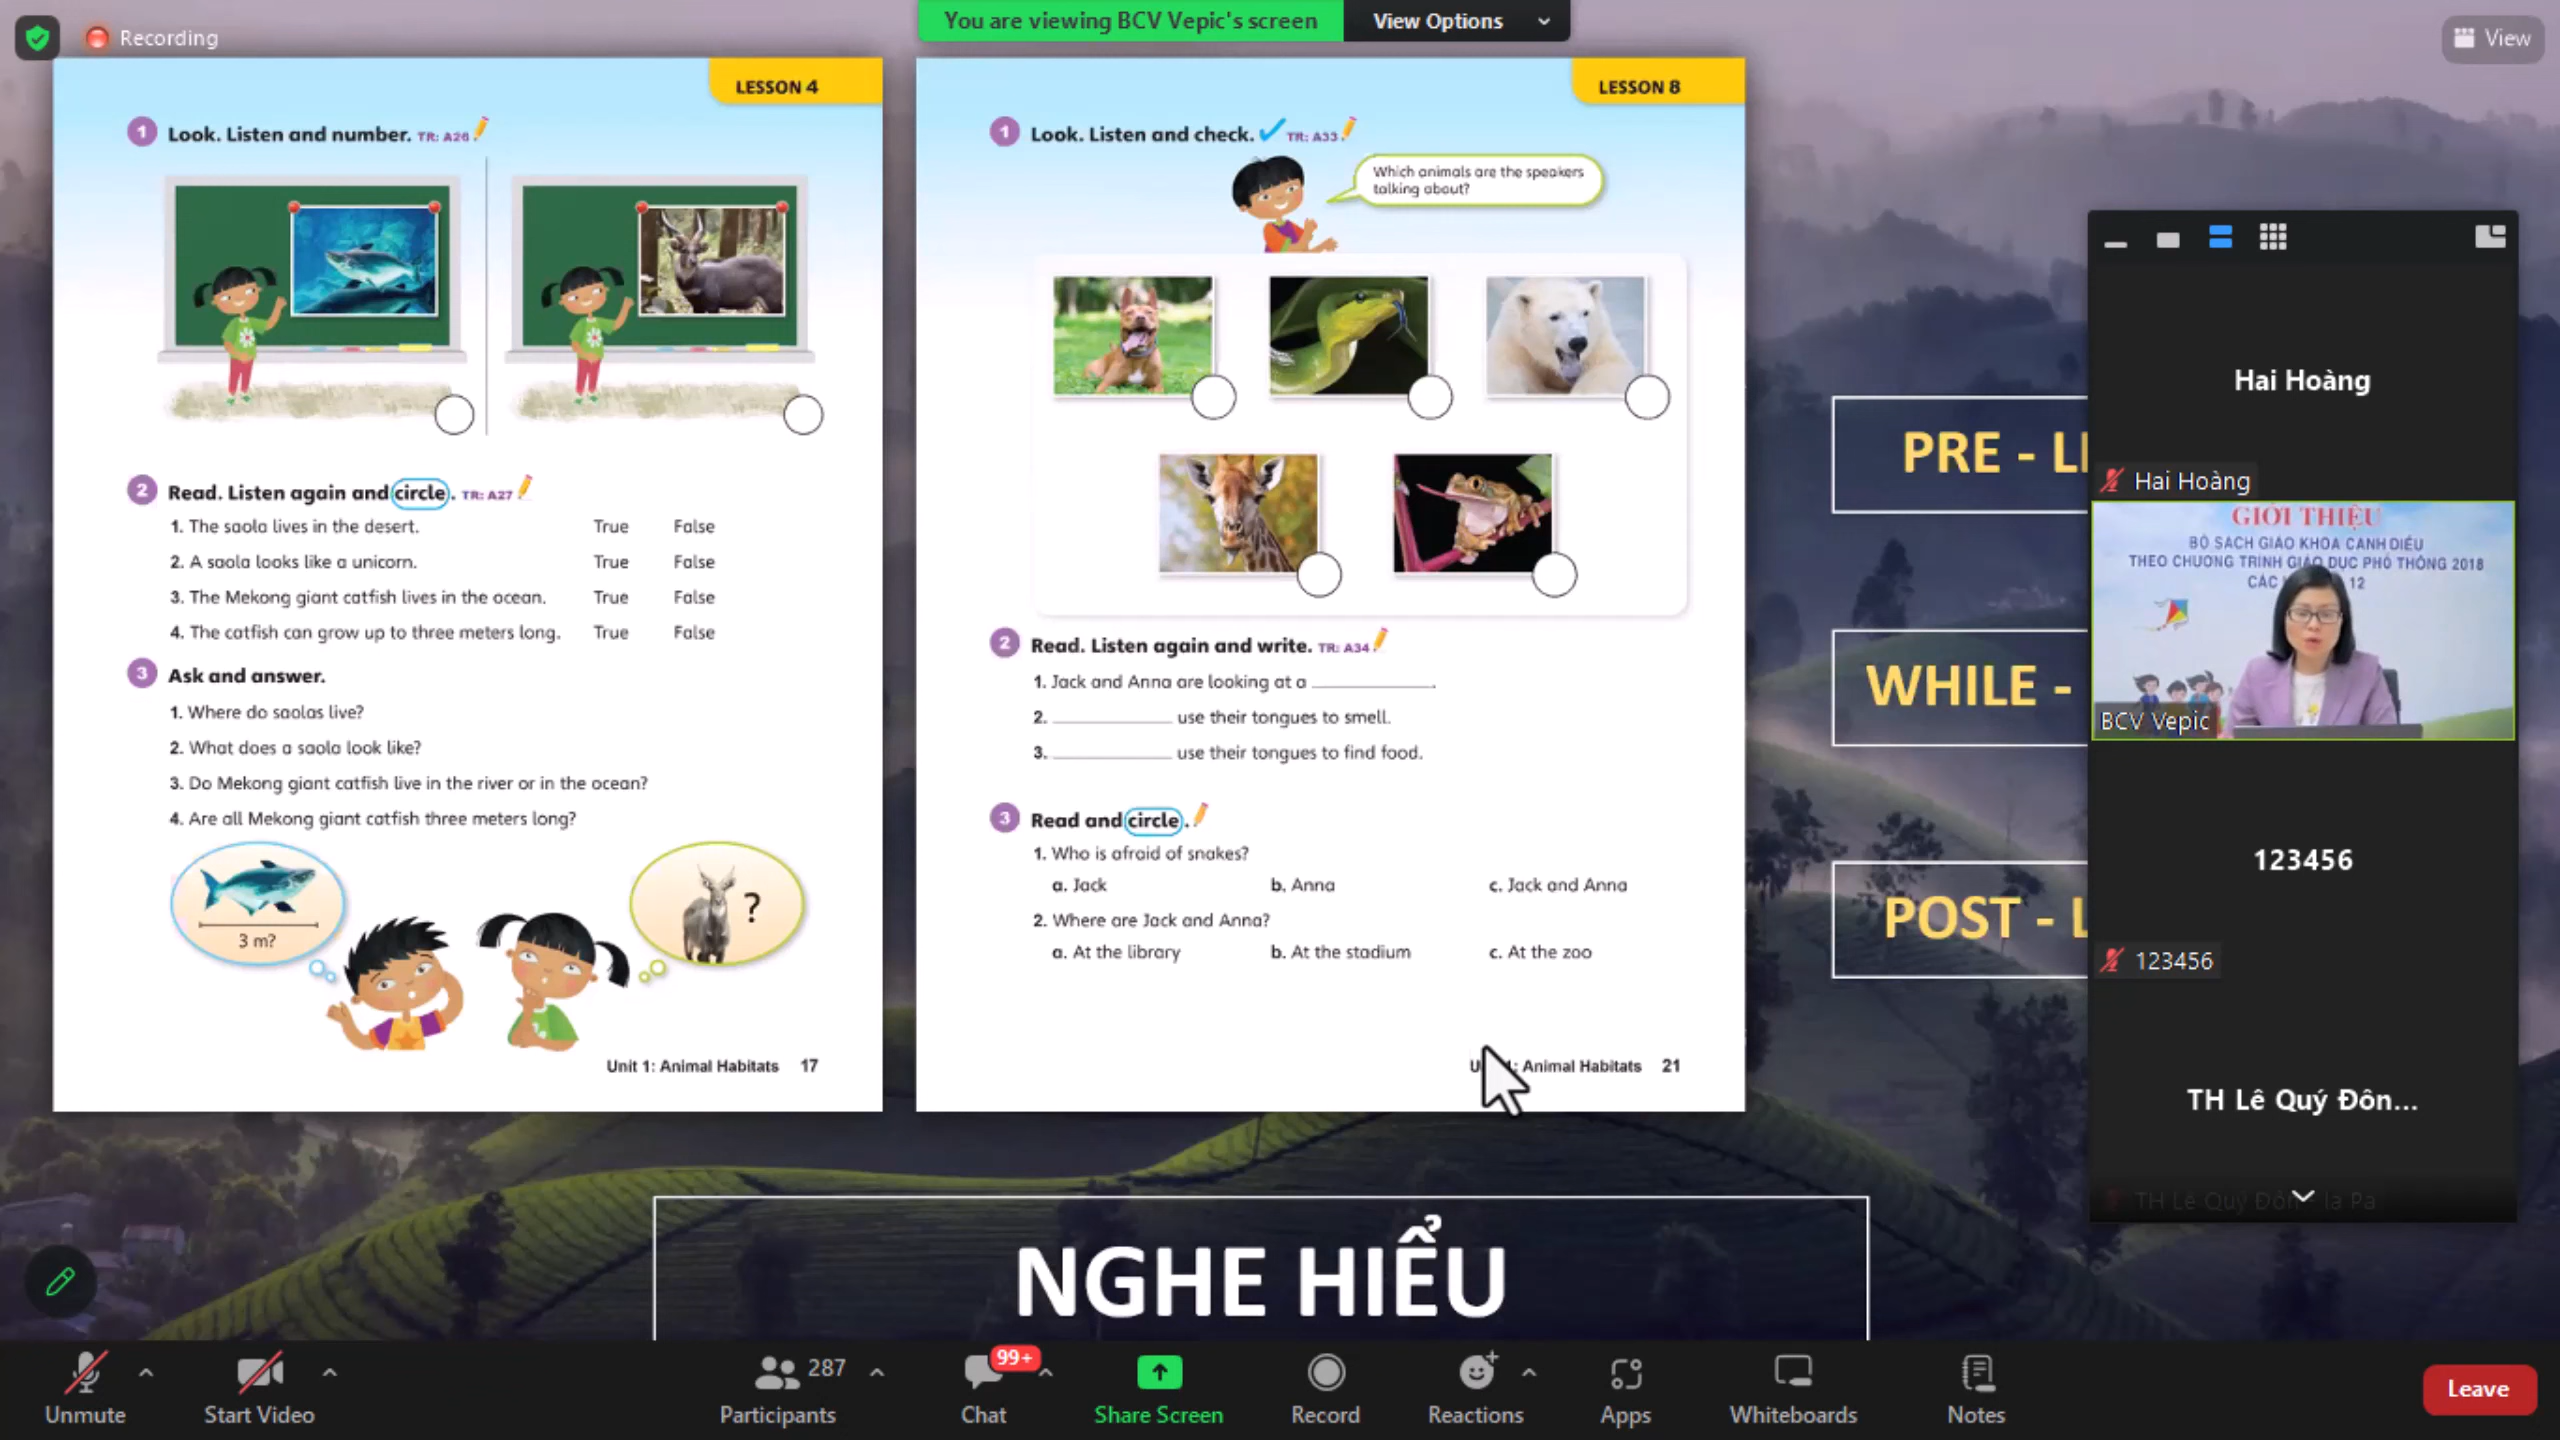 Recording
You are viewing BCV Vepic's screen
View Options
View
LESSON 4
1 Look. Listen and number. TR: A26
2 Read. Listen again and circle. TR: A27
1. The saola lives in the desert. True False
2. A saola looks like a unicorn. True False
3. The Mekong giant catfish lives in the ocean. True False
4. The catfish can grow up to three meters long. True False
3 Ask and answer.
1. Where do saolas live?
2. What does a saola look like?
3. Do Mekong giant catfish live in the river or in the ocean?
4. Are all Mekong giant catfish three meters long?
3 m?
?
Unit 1: Animal Habitats 17
LESSON 8
1 Look. Listen and check. TR: A33
Which animals are the speakers
talking about?
2 Read. Listen again and write. TR: A34
1. Jack and Anna are looking at a ____________.
2. ____________ use their tongues to smell.
3. ____________ use their tongues to find food.
3 Read and circle.
1. Who is afraid of snakes?
a. Jack b. Anna c. Jack and Anna
2. Where are Jack and Anna?
a. At the library b. At the stadium c. At the zoo
Animal Habitats 21
PRE - L
WHILE -
POST - L
NGHE HIỂU
Hai Hoàng
Hai Hoàng
GIỚI THIỆU
BỘ SÁCH GIÁO KHOA CÁNH DIỀU
THEO CHƯƠNG TRÌNH GIÁO DỤC PHỔ THÔNG 2018
CÁC 12
BCV Vepic
123456
123456
TH Lê Quý Đôn...
TH Lê Quý Đôn - Ia Pa
Unmute
Start Video
287
Participants
99+
Chat
Share Screen
Record
Reactions
Apps
Whiteboards
Notes
Leave